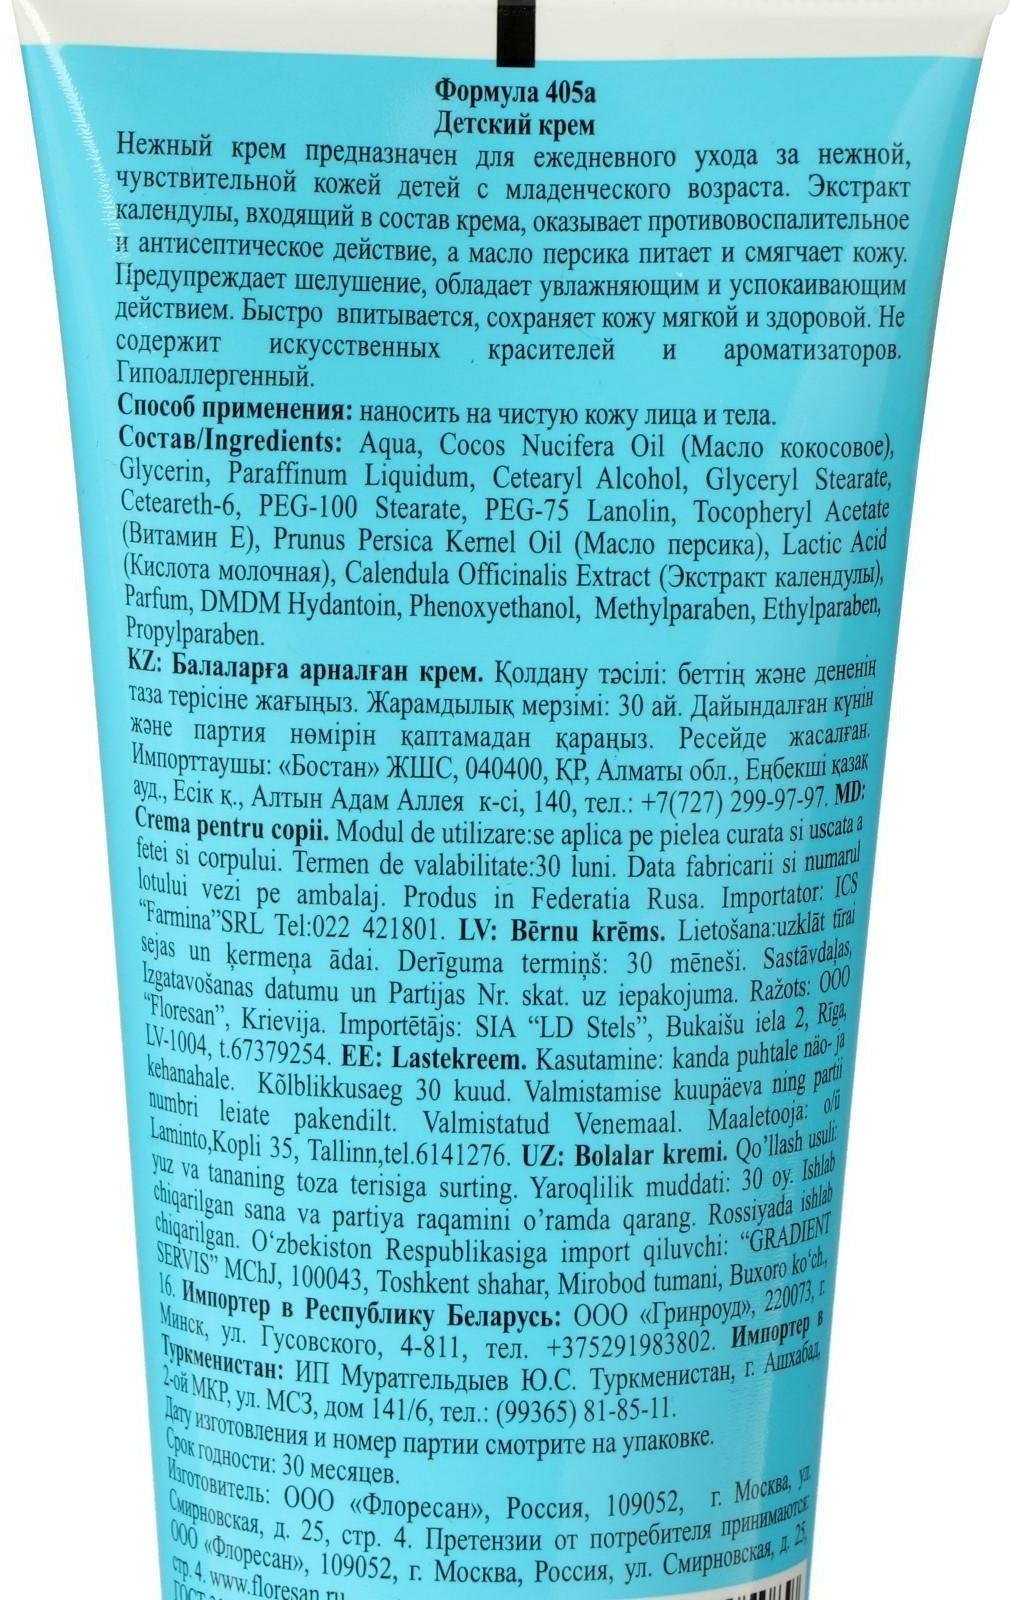 Формула 405а
Детский крем
Нежный крем предназначен для ежедневного ухода за нежной,
чувствительной кожей детей с младенческого возраста. Экстракт
календулы, входящий в состав крема, оказывает противовоспалительное
и антисептическое действие, а масло персика питает и смягчает кожу.
Предупреждает шелушение, обладает увлажняющим и успокаивающим
действием. Быстро впитывается, сохраняет кожу мягкой и здоровой. Не
содержит искусственных красителей и ароматизаторов.
Гипоаллергенный.
Способ применения: наносить на чистую кожу лица и тела.
Состав/Ingredients: Aqua, Cocos Nucifera Oil (Масло кокосовое),
Glycerin, Paraffinum Liquidum, Cetearyl Alcohol, Glyceryl Stearate,
Ceteareth-6, PEG-100 Stearate, PEG-75 Lanolin, Tocopheryl Acetate
(Витамин Е), Prunus Persica Kernel Oil (Масло персика), Lactic Acid
(Кислота молочная), Calendula Officinalis Extract (Экстракт календулы),
Parfum, DMDM Hydantoin, Phenoxyethanol, Methylparaben, Ethylparaben,
Propylparaben.
KZ: Балаларға арналған крем. Қолдану тәсілі: беттің және дененің
таза терісіне жағыңыз. Жарамдылық мерзімі: 30 ай. Дайындалған күнін
және партия нөмірін қаптамадан қараңыз. Ресейде жасалған.
Импорттаушы: «Бостан» ЖШС, 040400, ҚР, Алматы обл., Еңбекші қазақ
ауд., Есік қ., Алтын Адам Аллея к-сі, 140, тел.: +7(727) 299-97-97. MD:
Crema pentru copii. Modul de utilizare:se aplica pe pielea curata si uscata a
fetei si corpului. Termen de valabilitate:30 luni. Data fabricarii si numarul
lotului vezi pe ambalaj. Produs in Federatia Rusa. Importator: ICS
“Farmina”SRL Tel:022 421801. LV: Bērnu krēms. Lietošana:uzklāt tīrai
sejas un ķermeņa ādai. Derīguma termiņš: 30 mēneši. Sastāvdaļas,
Izgatavošanas datumu un Partijas Nr. skat. uz iepakojuma. Ražots: OOO
“Floresan”, Krievija. Importētājs: SIA “LD Stels”, Bukaišu iela 2, Rīga,
LV-1004, t.67379254. EE: Lastekreem. Kasutamine: kanda puhtale näo- ja
kehanahale. Kõlblikkusaeg 30 kuud. Valmistamise kuupäeva ning partii
numbri leiate pakendilt. Valmistatud Venemaal. Maaletooja: o/ü
Laminto,Kopli 35, Tallinn,tel.6141276. UZ: Bolalar kremi. Qo’llash usuli:
yuz va tananing toza terisiga surting. Yaroqlilik muddati: 30 oy. Ishlab
chiqarilgan sana va partiya raqamini o’ramda qarang. Rossiyada ishlab
chiqarilgan. O‘zbekiston Respublikasiga import qiluvchi: “GRADIENT
SERVIS” MChJ, 100043, Toshkent shahar, Mirobod tumani, Buxoro ko‘ch,
16. Импортер в Республику Беларусь: ООО «Гринроуд», 220073, г.
Минск, ул. Гусовского, 4-811, тел. +375291983802. Импортер в
Туркменистан: ИП Муратгельдыев Ю.С. Туркменистан, г. Ашхабад,
2-ой МКР, ул. МСЗ, дом 141/6, тел.: (99365) 81-85-11.
Дату изготовления и номер партии смотрите на упаковке.
Срок годности: 30 месяцев.
Изготовитель: ООО «Флоресан», Россия, 109052, г. Москва, ул.
Смирновская, д. 25, стр. 4. Претензии от потребителя принимаются:
ООО «Флоресан», 109052, г. Москва, Россия, ул. Смирновская, д. 25,
стр. 4. www.floresan.ru
ГОСТ